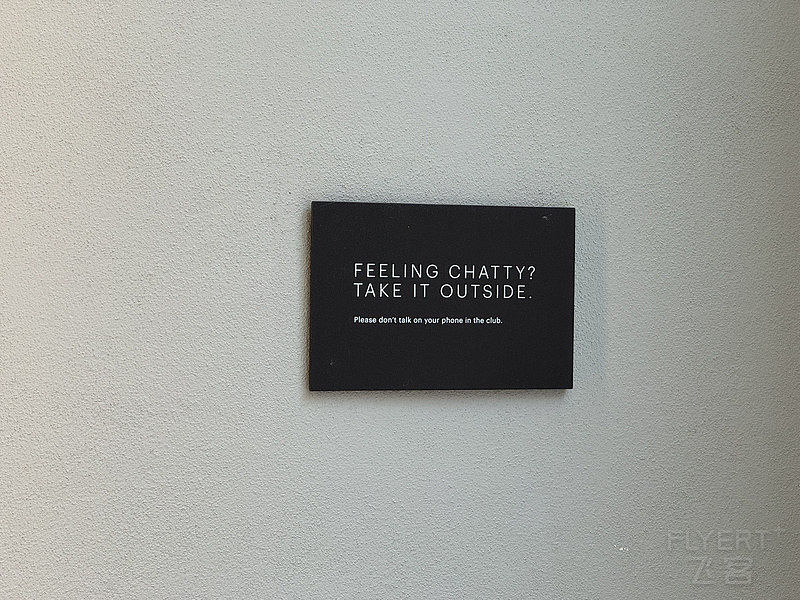 FEELING CHATTY?
TAKE IT OUTSIDE.
Please don't talk on your phone in the club.
FLYERT+
飞客